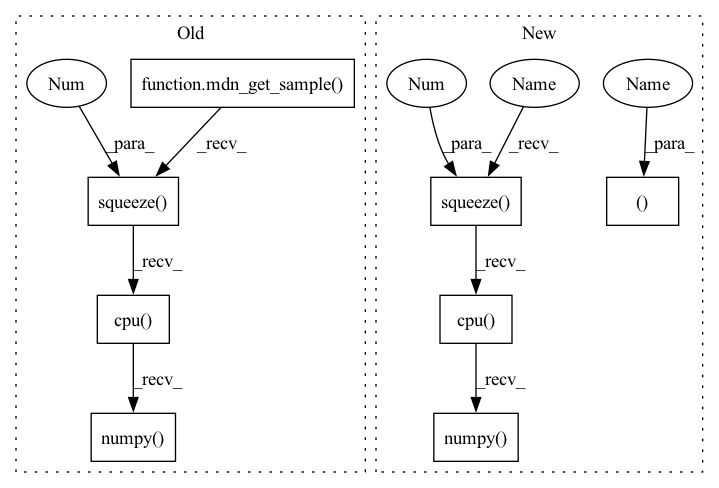 Old
New
Num
function.mdn_get_sample()
Num
Name
Name
_para_
_recv_
_para_
_recv_
_para_
squeeze()
squeeze()
()
_recv_
_recv_
cpu()
cpu()
_recv_
_recv_
numpy()
numpy()